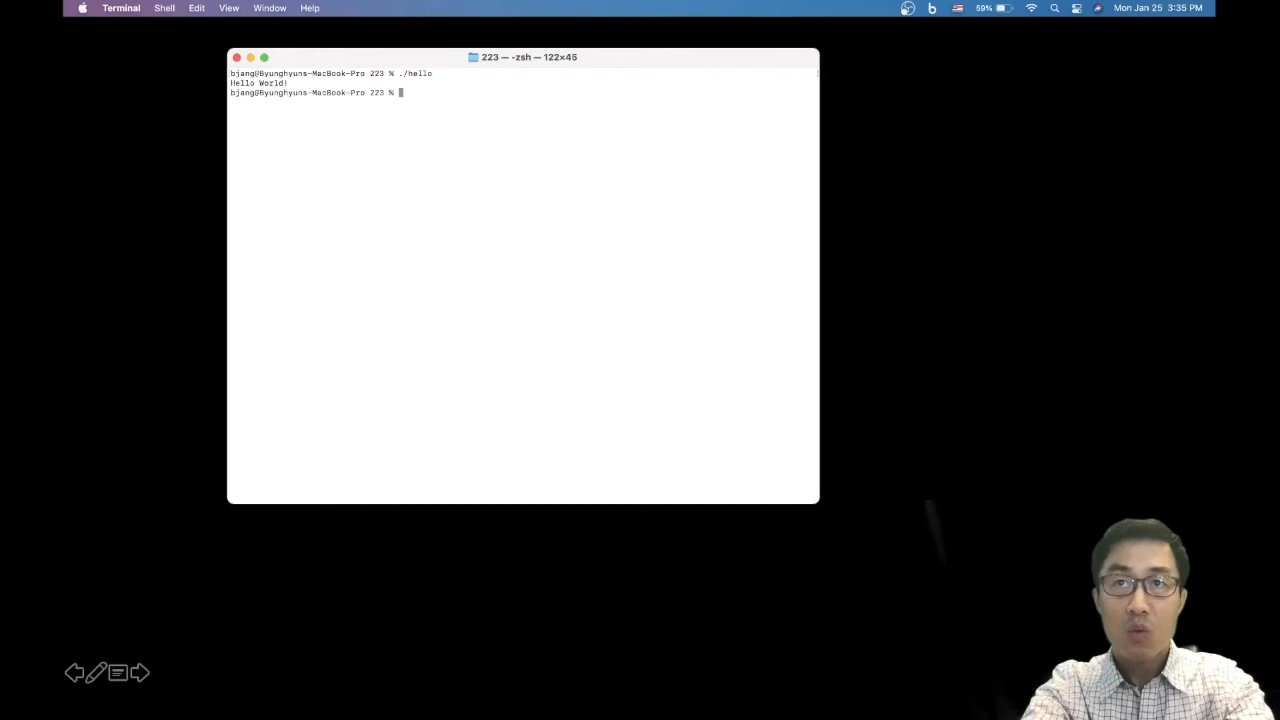 Terminal Shell Edit View Window Help 59% Mon Jan 25 3:35 PM
223 — -zsh — 122×45
bjang@Byunghyuns-MacBook-Pro 223 % ./hello
Hello World!
bjang@Byunghyuns-MacBook-Pro 223 %